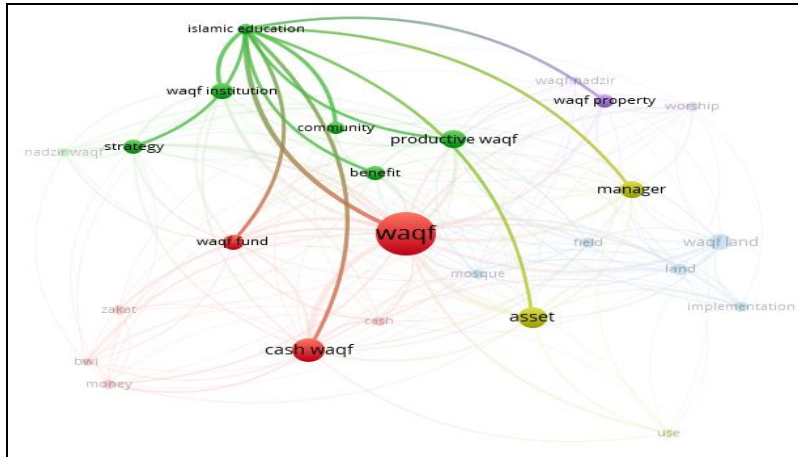 islamic education
waqf nadzir
waqf institution
waqf property
worship
community
productive waqf
strategy
nadzir waqf
benefit
manager
waqf
waqf fund
field
waqf land
land
mosque
implementation
zakat
cash
asset
cash waqf
bwi
money
use